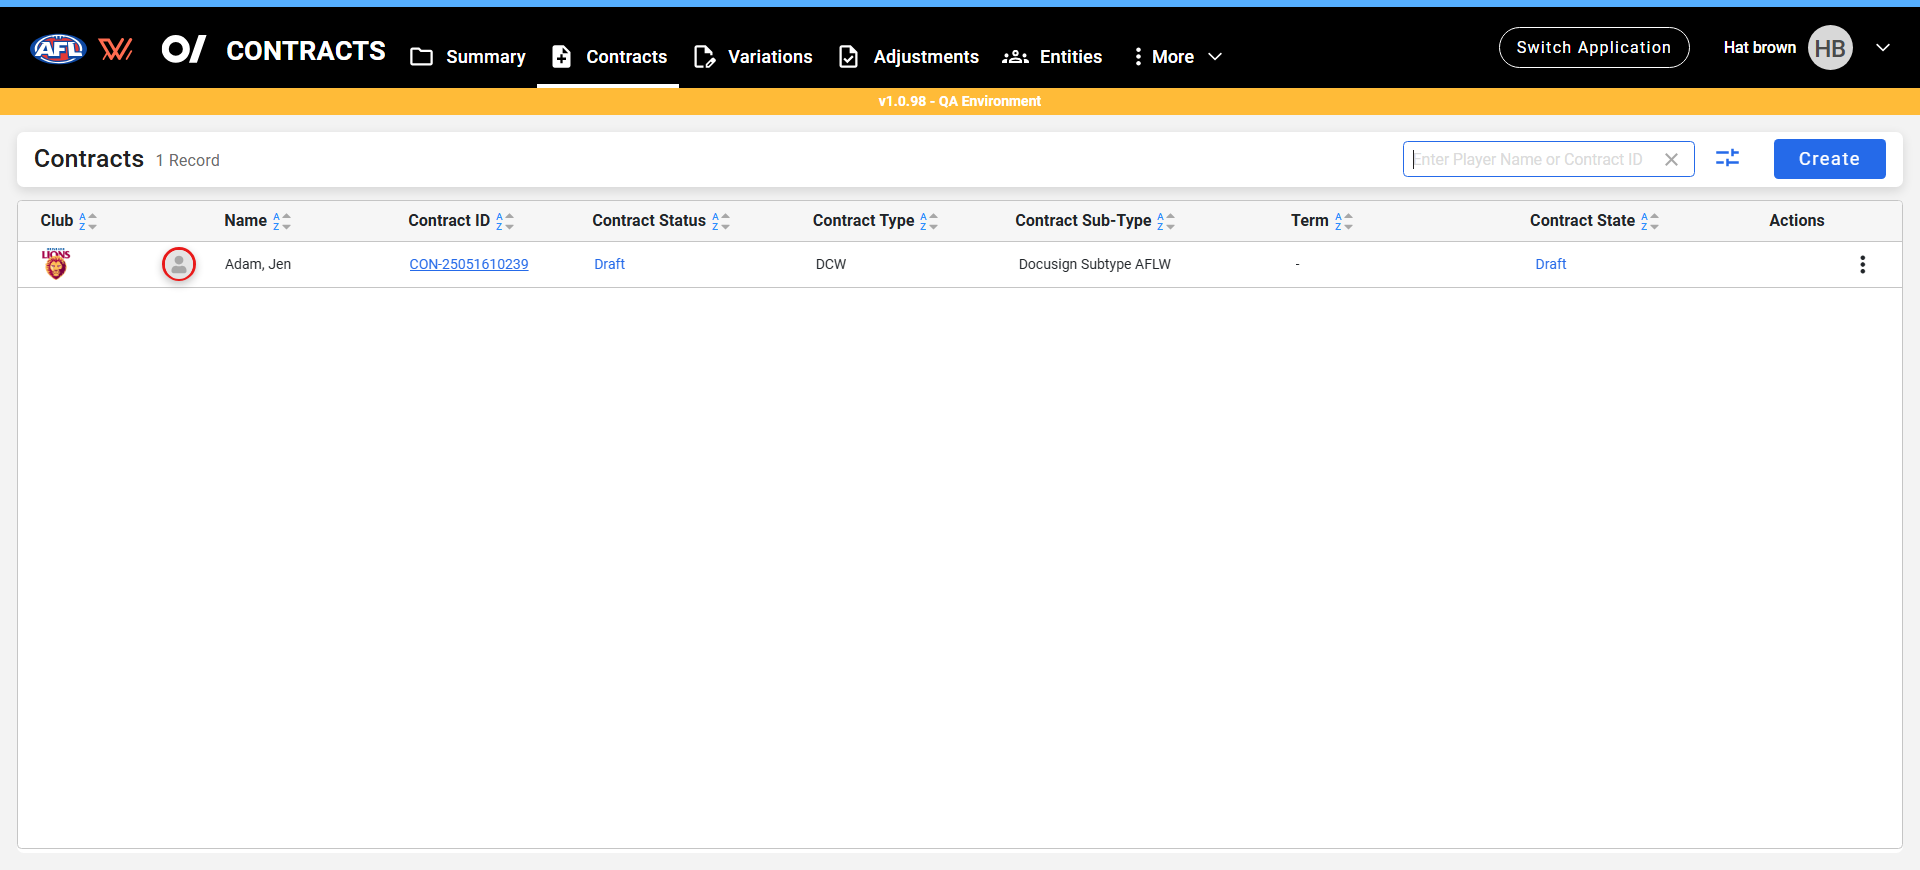 AFL W CONTRACTS Summary Contracts Variations Adjustments Entities More Switch Application Hat brown HB
v1.0.98 - QA Environment
Contracts 1 Record Enter Player Name or Contract ID Create
Club Name Contract ID Contract Status Contract Type Contract Sub-Type Term Contract State Actions
LIONS Adam, Jen CON-25051610239 Draft DCW Docusign Subtype AFLW - Draft